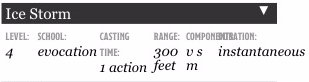 Ice Storm ▼
LEVEL: SCHOOL: CASTING TIME: RANGE: COMPONENTS: DURATION:
4 evocation 1 action 300 feet v s m instantaneous